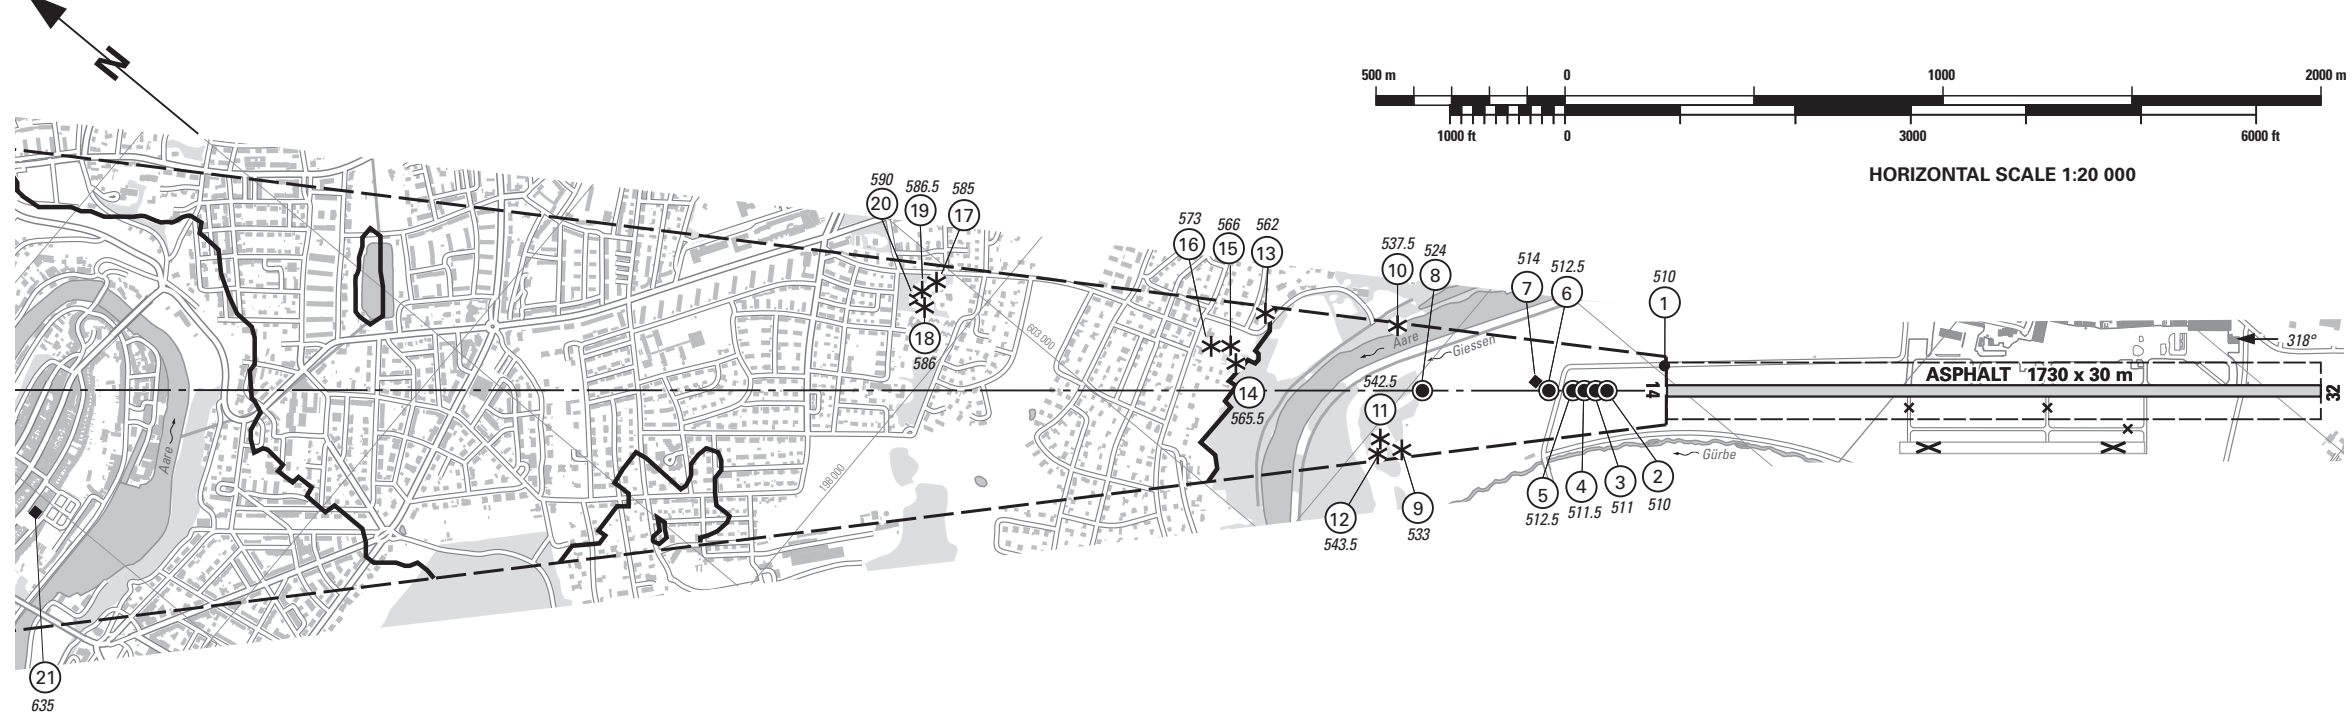 N
500 m 0 1000 2000 m
1000 ft 0 3000 6000 ft
HORIZONTAL SCALE 1:20 000
590 586.5 585
20 19 17
18
586
573 566 562
16 15 13
14
565.5
603 000
198 000
537.5 524
10 8
542.5
11
12
543.5
9
533
514 512.5
7 6
510
1
5 4 3 2
512.5 511.5 511 510
Aare
Giessen
Aare
Gürbe
318°
ASPHALT 1730 x 30 m
14
32
21
635